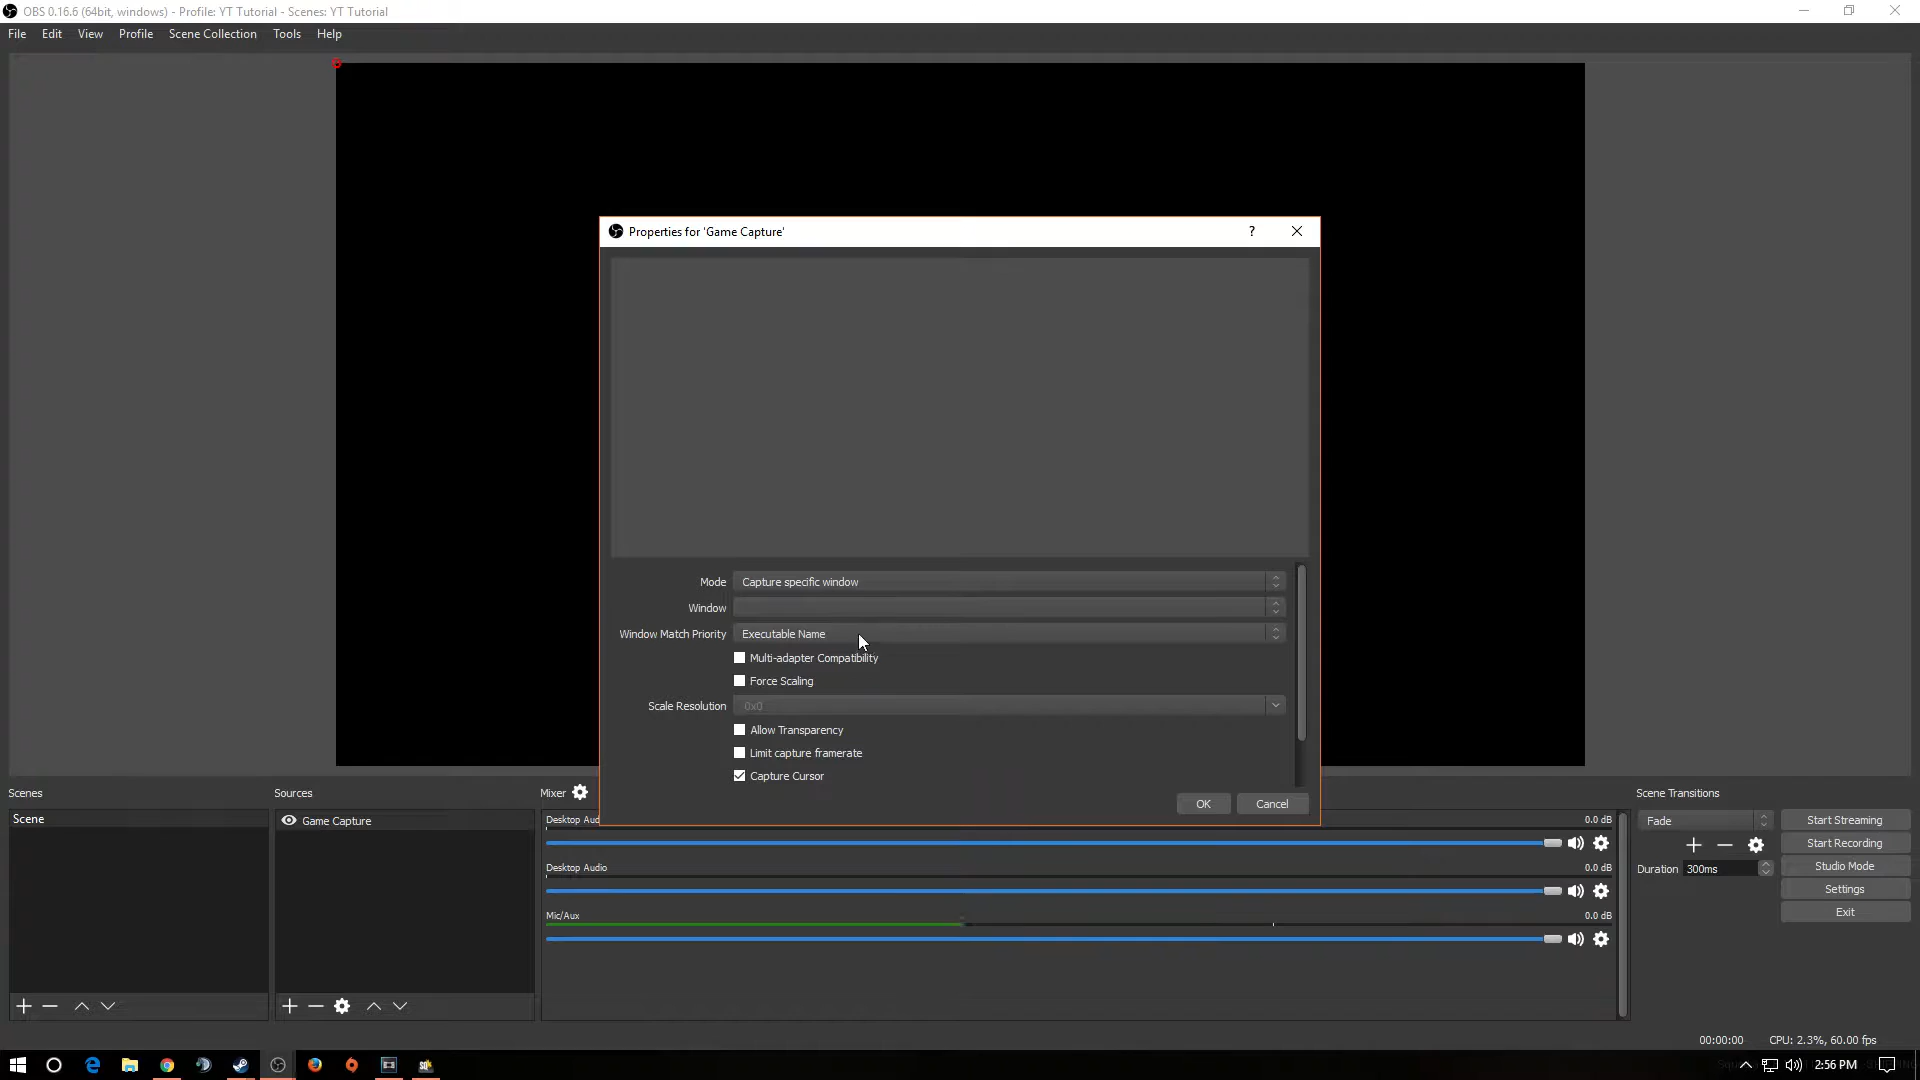 OBS 0.16.6 (64bit, windows) - Profile: YT Tutorial - Scenes: YT Tutorial
File Edit View Profile Scene Collection Tools Help
Properties for 'Game Capture'
?
Mode Capture specific window
Window
Window Match Priority Executable Name
Multi-adapter Compatibility
Force Scaling
Scale Resolution 0x0
Allow Transparency
Limit capture framerate
Capture Cursor
OK Cancel
Scenes
Scene
Sources
Game Capture
Mixer
Desktop Aud
0.0 dB
Desktop Audio
0.0 dB
Mic/Aux
0.0 dB
Scene Transitions
Fade
Duration 300ms
Start Streaming
Start Recording
Studio Mode
Settings
Exit
00:00:00 CPU: 2.3%, 60.00 fps
2:56 PM